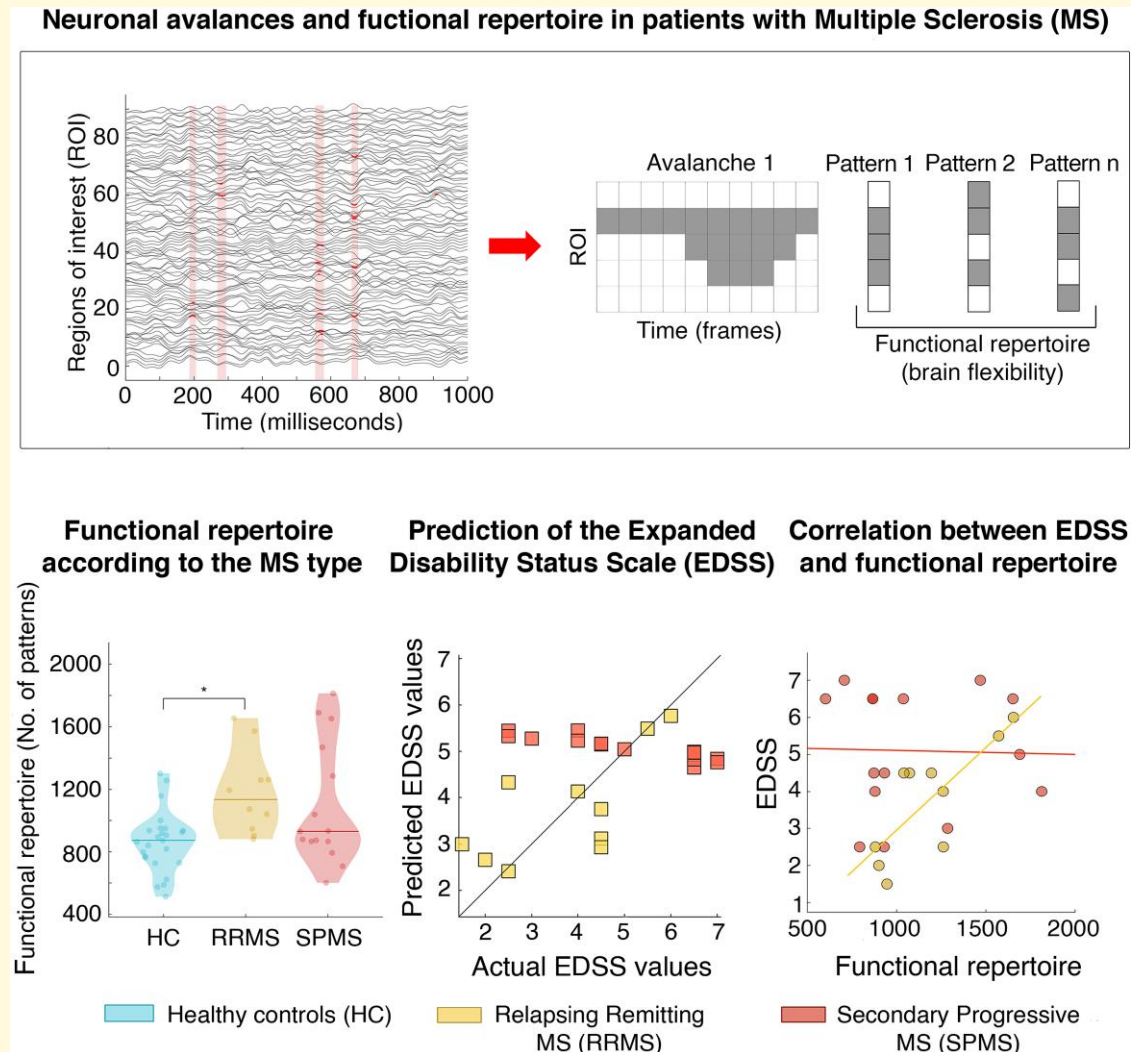 Neuronal avalances and fuctional repertoire in patients with Multiple Sclerosis (MS)
Regions of interest (ROI)
80
60
40
20
0
0
200
400
600
800
1000
Time (milliseconds)
Avalanche 1
ROI
Time (frames)
Pattern 1
Pattern 2
Pattern n
Functional repertoire
(brain flexibility)
Functional repertoire
according to the MS type
Functional repertoire (No. of patterns)
2000
1600
1200
800
400
*
HC
RRMS
SPMS
Prediction of the Expanded
Disability Status Scale (EDSS)
Predicted EDSS values
7
6
5
4
3
2
2
3
4
5
6
7
Actual EDSS values
Correlation between EDSS
and functional repertoire
EDSS
7
6
5
4
3
2
1
500
1000
1500
2000
Functional repertoire
Healthy controls (HC)
Relapsing Remitting
MS (RRMS)
Secondary Progressive
MS (SPMS)